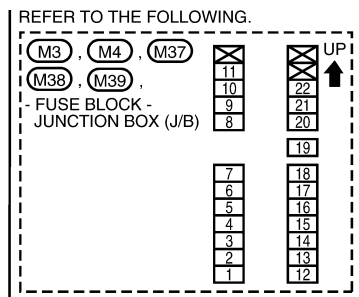 REFER TO THE FOLLOWING.
M3 , M4 , M37
M38 , M39 ,
- FUSE BLOCK -
JUNCTION BOX (J/B)
UP
11
10 22
9 21
8 20
19
7 18
6 17
5 16
4 15
3 14
2 13
1 12